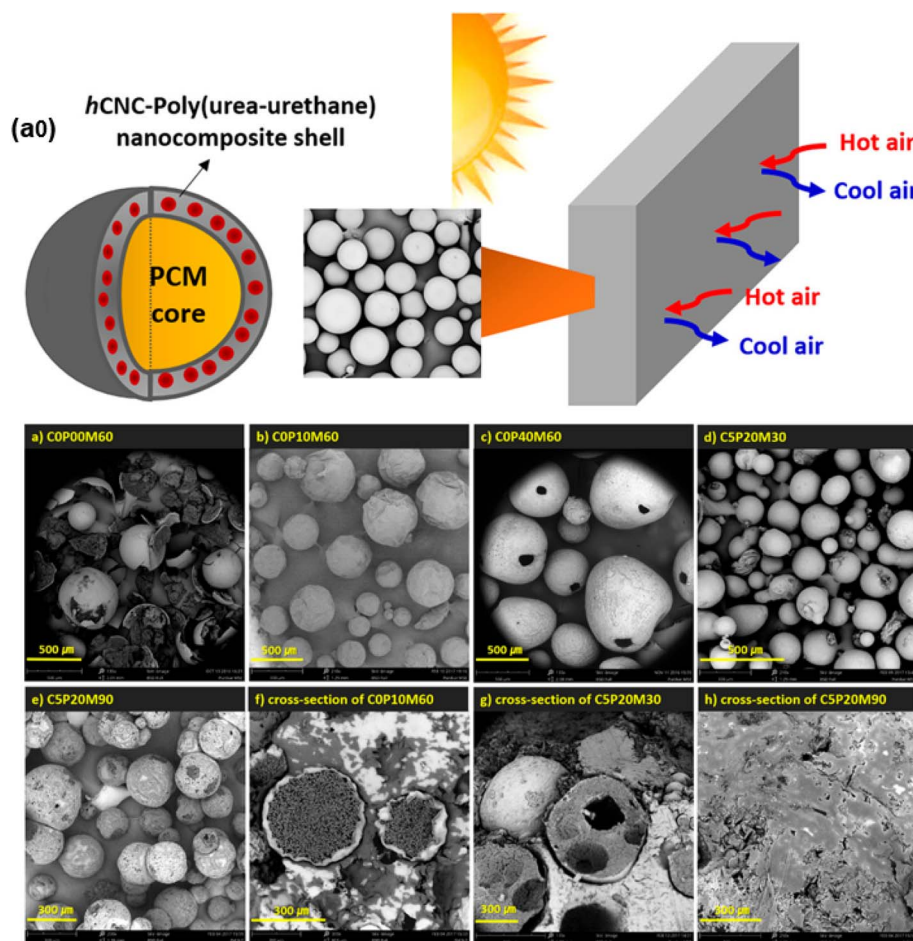 (a0)
hCNC-Poly(urea-urethane)
nanocomposite shell
PCM
core
Hot air
Cool air
Hot air
Cool air
a) C0P00M60
b) C0P10M60
c) C0P40M60
d) C5P20M30
500 μm
500 μm
500 μm
500 μm
e) C5P20M90
f) cross-section of C0P10M60
g) cross-section of C5P20M30
h) cross-section of C5P20M90
300 μm
300 μm
300 μm
300 μm